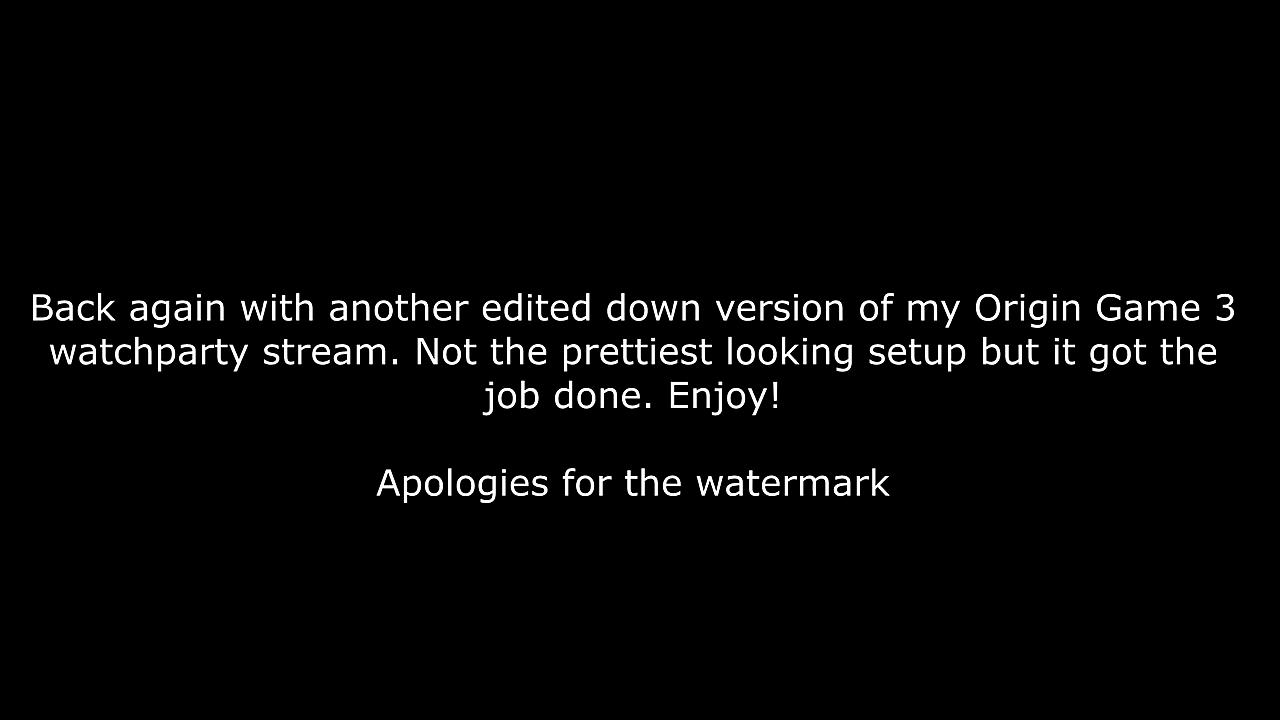 Back again with another edited down version of my Origin Game 3
watchparty stream. Not the prettiest looking setup but it got the
job done. Enjoy!
Apologies for the watermark